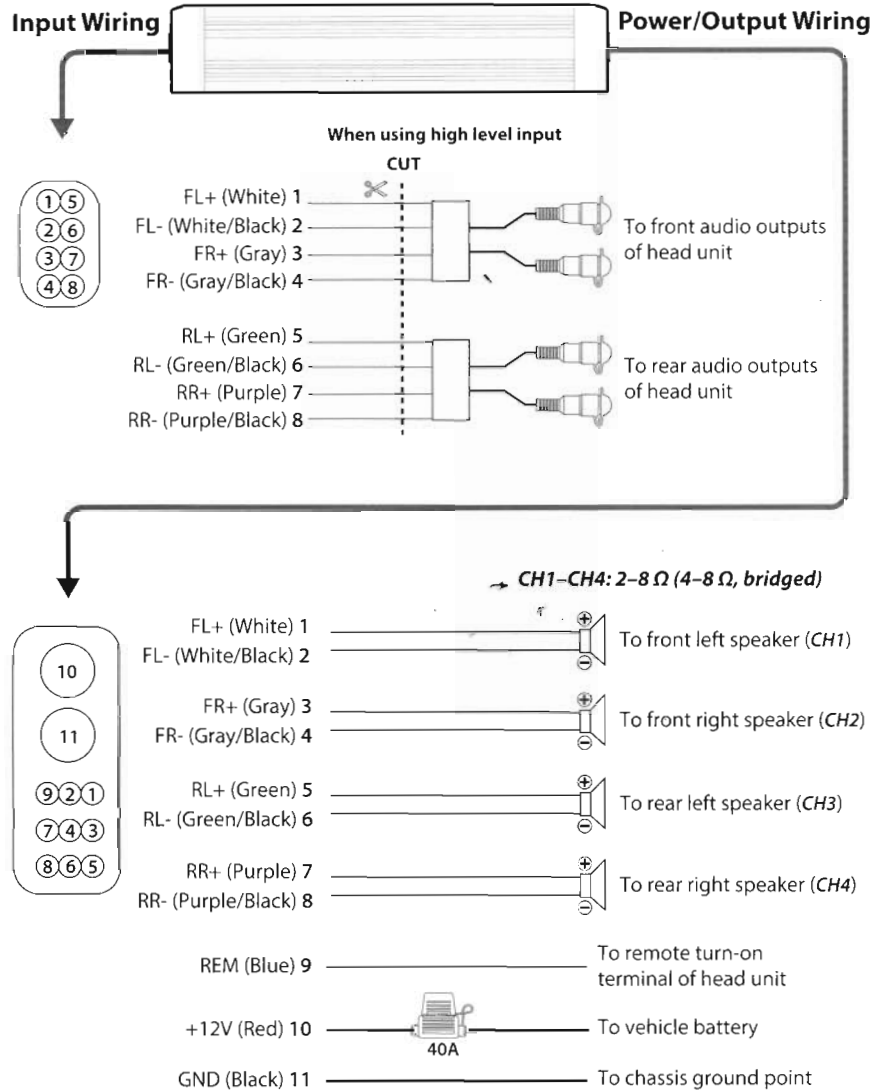 Input Wiring
Power/Output Wiring
When using high level input
CUT
1 5
2 6
3 7
4 8
FL+ (White) 1
FL- (White/Black) 2
FR+ (Gray) 3
FR- (Gray/Black) 4
To front audio outputs
of head unit
RL+ (Green) 5
RL- (Green/Black) 6
RR+ (Purple) 7
RR- (Purple/Black) 8
To rear audio outputs
of head unit
CH1–CH4: 2–8 Ω (4–8 Ω, bridged)
10
11
9 2 1
7 4 3
8 6 5
FL+ (White) 1
FL- (White/Black) 2
+
−
To front left speaker (CH1)
FR+ (Gray) 3
FR- (Gray/Black) 4
+
−
To front right speaker (CH2)
RL+ (Green) 5
RL- (Green/Black) 6
+
−
To rear left speaker (CH3)
RR+ (Purple) 7
RR- (Purple/Black) 8
+
−
To rear right speaker (CH4)
REM (Blue) 9
To remote turn-on
terminal of head unit
+12V (Red) 10
40A
To vehicle battery
GND (Black) 11
To chassis ground point